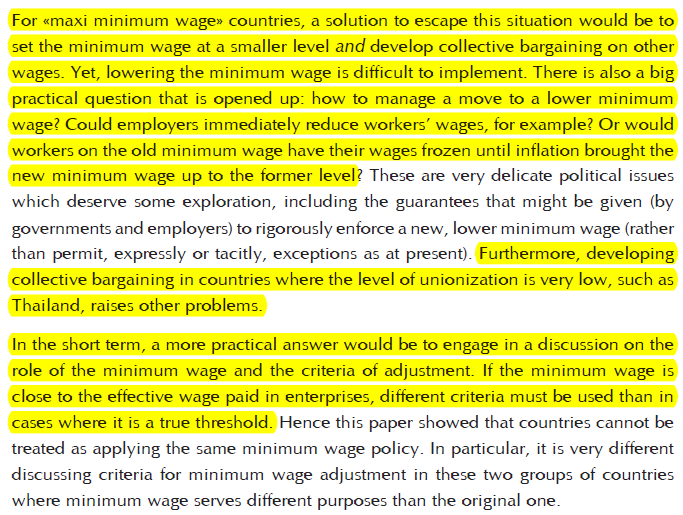 For «maxi minimum wage» countries, a solution to escape this situation would be to
set the minimum wage at a smaller level and develop collective bargaining on other
wages. Yet, lowering the minimum wage is difficult to implement. There is also a big
practical question that is opened up: how to manage a move to a lower minimum
wage? Could employers immediately reduce workers’ wages, for example? Or would
workers on the old minimum wage have their wages frozen until inflation brought the
new minimum wage up to the former level? These are very delicate political issues
which deserve some exploration, including the guarantees that might be given (by
governments and employers) to rigorously enforce a new, lower minimum wage (rather
than permit, expressly or tacitly, exceptions as at present). Furthermore, developing
collective bargaining in countries where the level of unionization is very low, such as
Thailand, raises other problems.
In the short term, a more practical answer would be to engage in a discussion on the
role of the minimum wage and the criteria of adjustment. If the minimum wage is
close to the effective wage paid in enterprises, different criteria must be used than in
cases where it is a true threshold. Hence this paper showed that countries cannot be
treated as applying the same minimum wage policy. In particular, it is very different
discussing criteria for minimum wage adjustment in these two groups of countries
where minimum wage serves different purposes than the original one.